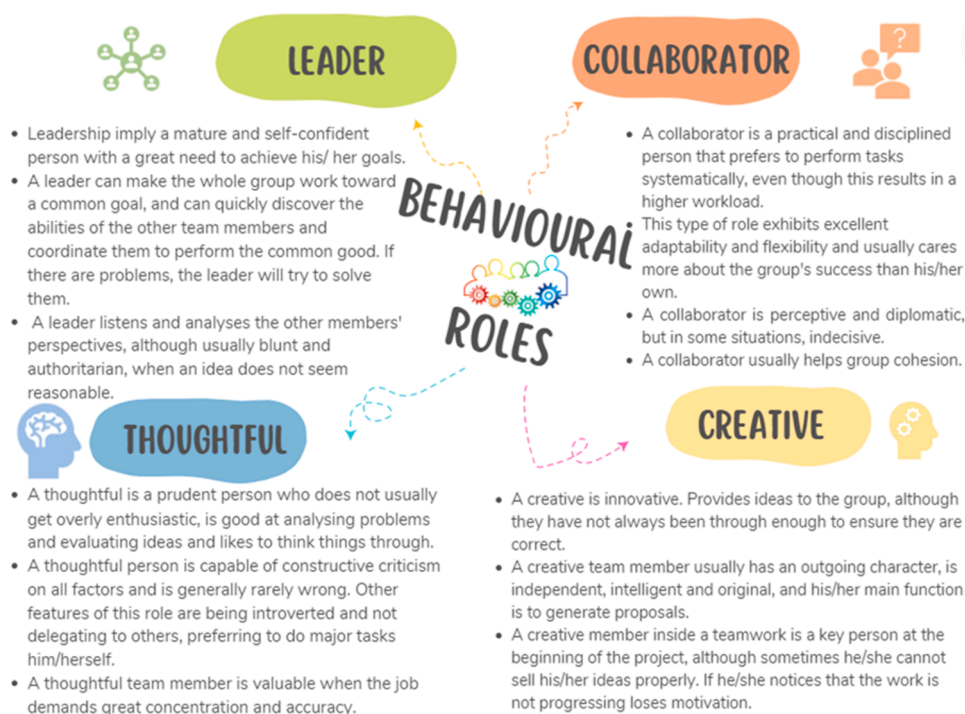 LEADER
• Leadership imply a mature and self-confident
person with a great need to achieve his/ her goals.
• A leader can make the whole group work toward
a common goal, and can quickly discover the
abilities of the other team members and
coordinate them to perform the common good. If
there are problems, the leader will try to solve
them.
• A leader listens and analyses the other members'
perspectives, although usually blunt and
authoritarian, when an idea does not seem
reasonable.
COLLABORATOR
?
• A collaborator is a practical and disciplined
person that prefers to perform tasks
systematically, even though this results in a
higher workload.
This type of role exhibits excellent
adaptability and flexibility and usually cares
more about the group's success than his/her
own.
• A collaborator is perceptive and diplomatic,
but in some situations, indecisive.
• A collaborator usually helps group cohesion.
BEHAVIOURAL
ROLES
THOUGHTFUL
• A thoughtful is a prudent person who does not usually
get overly enthusiastic, is good at analysing problems
and evaluating ideas and likes to think things through.
• A thoughtful person is capable of constructive criticism
on all factors and is generally rarely wrong. Other
features of this role are being introverted and not
delegating to others, preferring to do major tasks
him/herself.
• A thoughtful team member is valuable when the job
demands great concentration and accuracy.
CREATIVE
• A creative is innovative. Provides ideas to the group, although
they have not always been through enough to ensure they are
correct.
• A creative team member usually has an outgoing character, is
independent, intelligent and original, and his/her main function
is to generate proposals.
• A creative member inside a teamwork is a key person at the
beginning of the project, although sometimes he/she cannot
sell his/her ideas properly. If he/she notices that the work is
not progressing loses motivation.